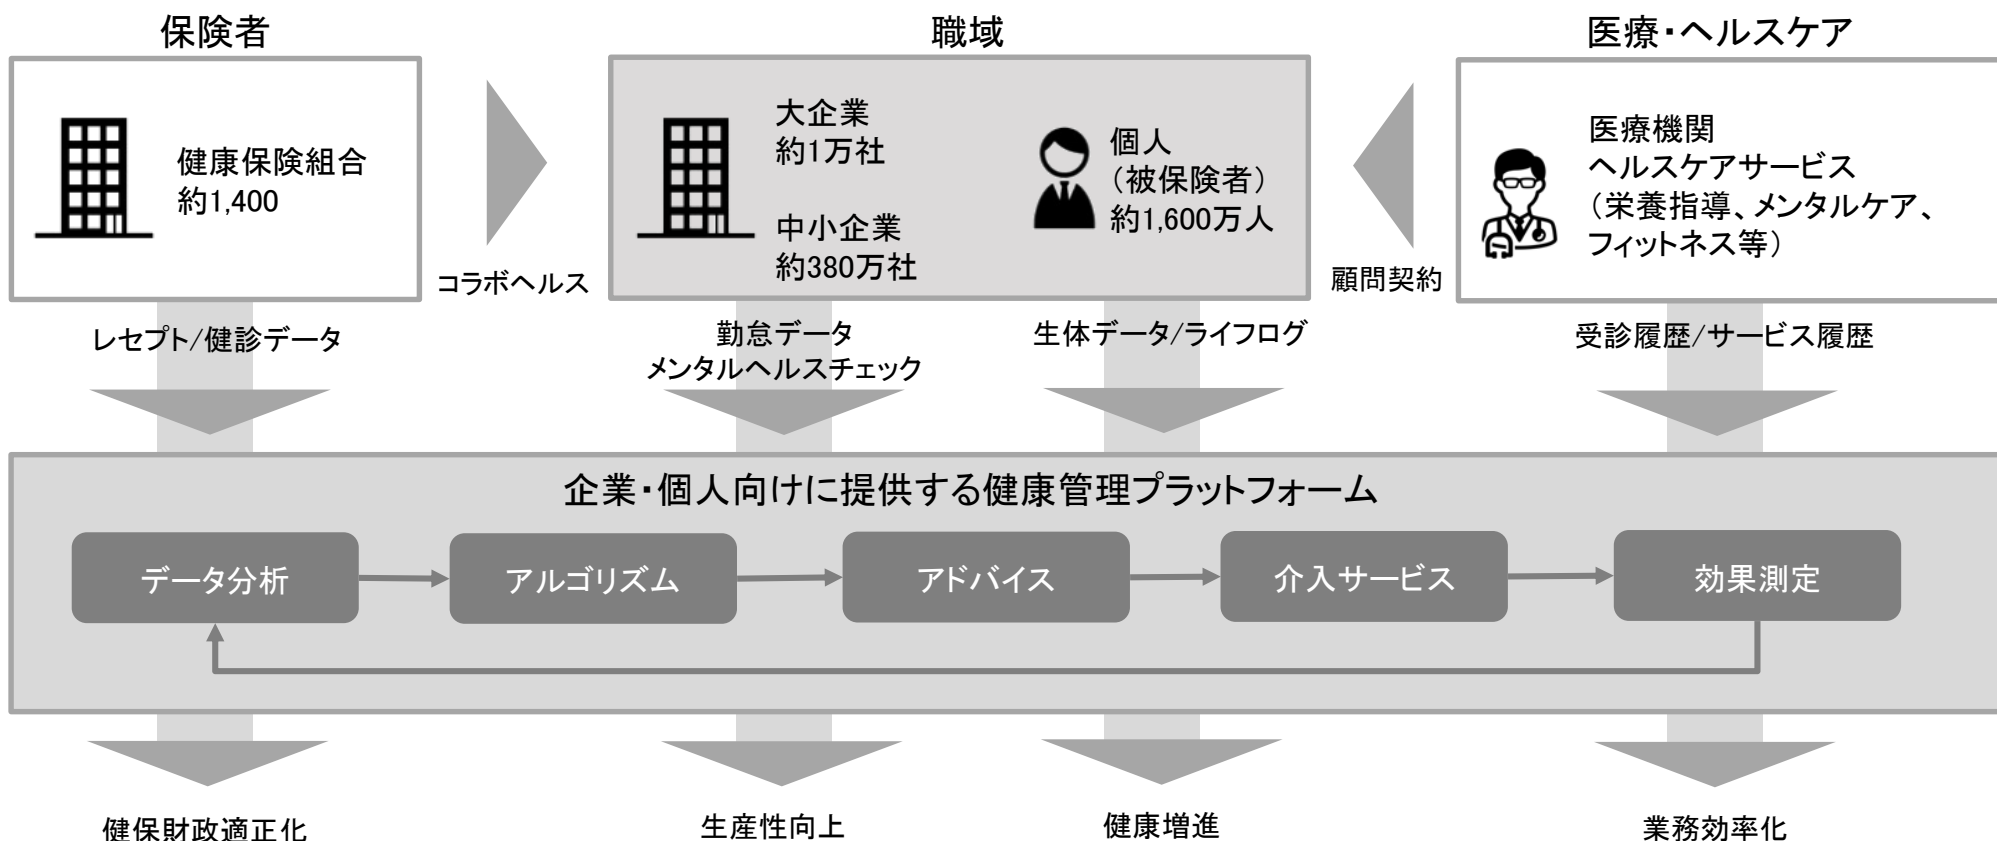 保険者
職域
医療・ヘルスケア
健康保険組合
約1,400
大企業
約1万社
中小企業
約380万社
個人
（被保険者）
約1,600万人
医療機関
ヘルスケアサービス
（栄養指導、メンタルケア、
フィットネス等）
コラボヘルス
顧問契約
レセプト/健診データ
勤怠データ
メンタルヘルスチェック
生体データ/ライフログ
受診履歴/サービス履歴
企業・個人向けに提供する健康管理プラットフォーム
データ分析
アルゴリズム
アドバイス
介入サービス
効果測定
健保財政適正化
生産性向上
健康増進
業務効率化